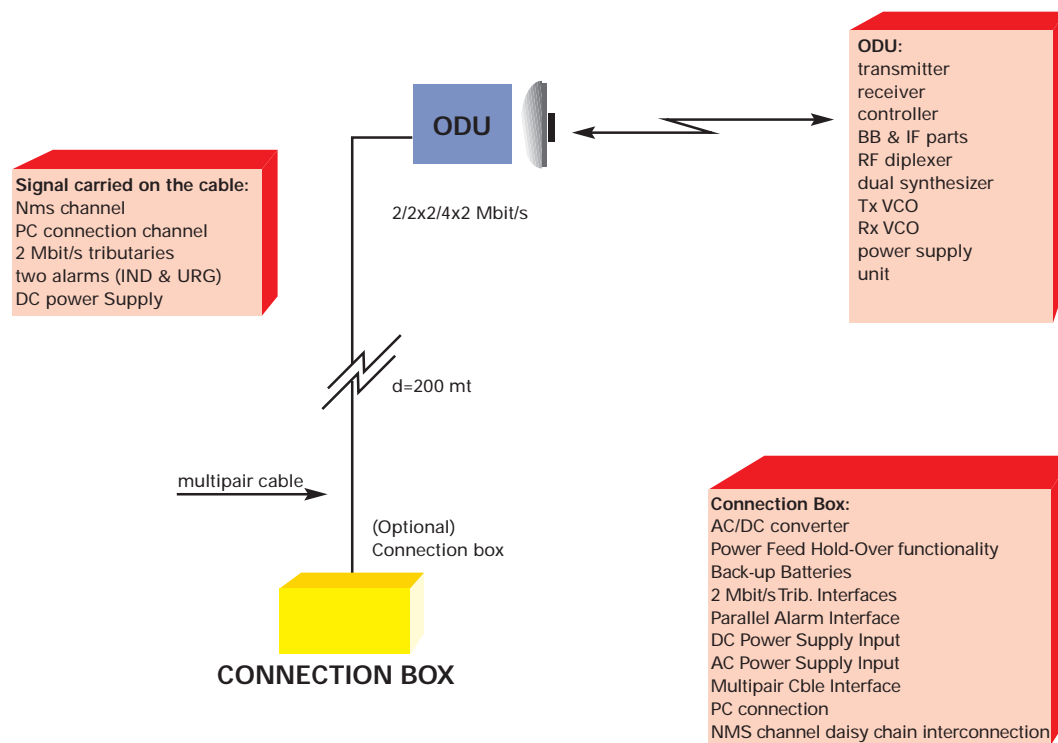 ODU:
transmitter
receiver
controller
BB & IF parts
RF diplexer
dual synthesizer
Tx VCO
Rx VCO
power supply
unit
ODU
2/2x2/4x2 Mbit/s
Signal carried on the cable:
Nms channel
PC connection channel
2 Mbit/s tributaries
two alarms (IND & URG)
DC power Supply
d=200 mt
multipair cable
(Optional)
Connection box
CONNECTION BOX
Connection Box:
AC/DC converter
Power Feed Hold-Over functionality
Back-up Batteries
2 Mbit/s Trib. Interfaces
Parallel Alarm Interface
DC Power Supply Input
AC Power Supply Input
Multipair Cble Interface
PC connection
NMS channel daisy chain interconnection